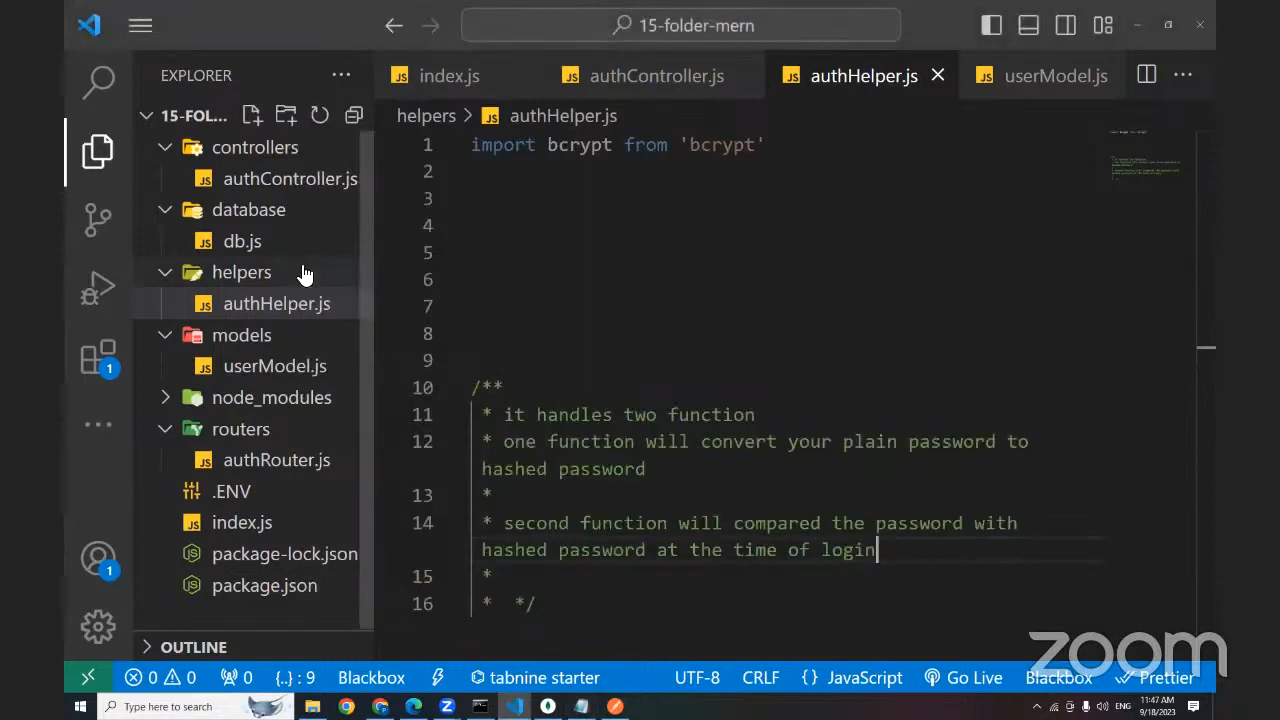 15-folder-mern
EXPLORER
index.js
authController.js
authHelper.js
userModel.js
15-FOL...
helpers
authHelper.js
controllers
authController.js
database
db.js
helpers
authHelper.js
models
userModel.js
node_modules
routers
authRouter.js
.ENV
index.js
package-lock.json
package.json
OUTLINE
1
1
1 import bcrypt from 'bcrypt'
2
3
4
5
6
7
8
9
10 /**
11 * it handles two function
12 * one function will convert your plain password to
hashed password
13 *
14 * second function will compared the password with
hashed password at the time of login
15 *
16 * */
zoom
0 0 0 {..} : 9 Blackbox tabnine starter UTF-8 CRLF {} JavaScript Go Live Blackbox Prettier
Type here to search
ENG
11:47 AM
9/18/2023